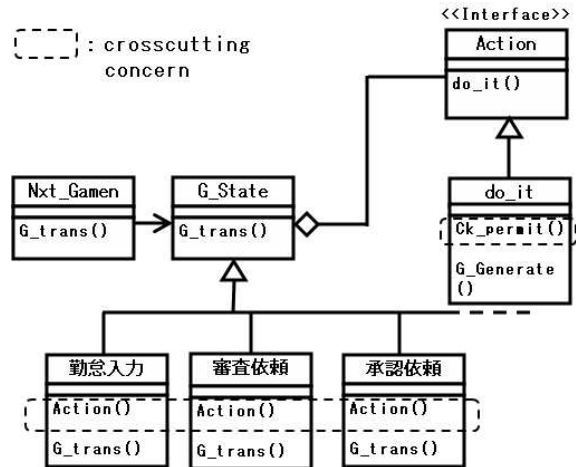 <<Interface>>
: crosscutting
concern
Action
do_it()
Nxt_Gamen
G_trans()
G_State
G_trans()
do_it
Ck_permit()
G_Generate
()
勤怠入力
Action()
G_trans()
審査依頼
Action()
G_trans()
承認依頼
Action()
G_trans()